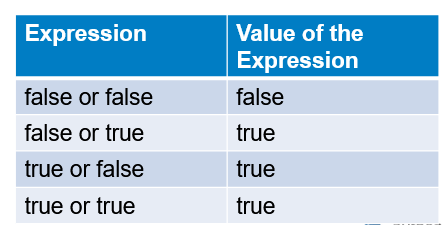 Expression Value of the
Expression
false or false false
false or true true
true or false true
true or true true